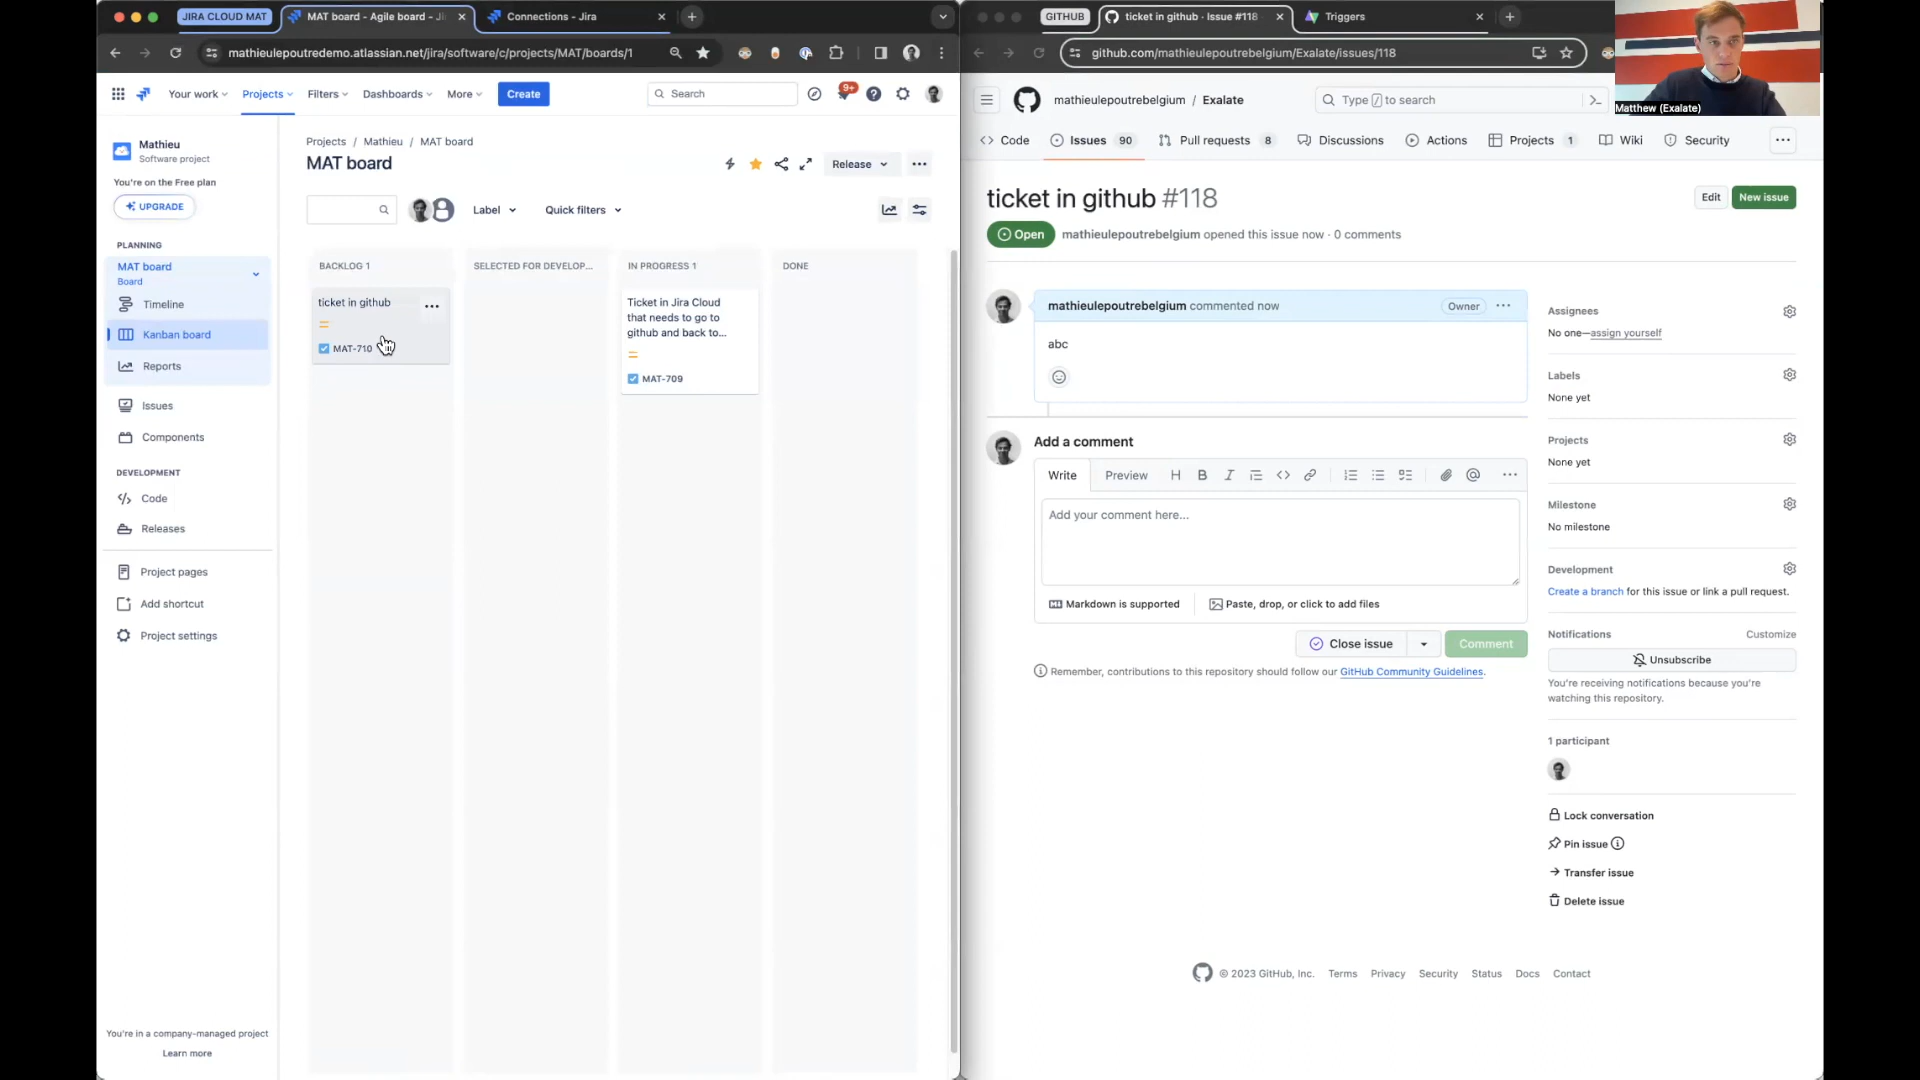 JIRA CLOUD MAT
MAT board - Agile board - Ji
Connections - Jira
mathieulepoutredemo.atlassian.net/jira/software/c/projects/MAT/boards/1
Your work
Projects
Filters
Dashboards
More
Create
Search
9+
Mathieu
Software project
You're on the Free plan
UPGRADE
PLANNING
MAT board
Board
Timeline
Kanban board
Reports
Issues
Components
DEVELOPMENT
Code
Releases
Project pages
Add shortcut
Project settings
You're in a company-managed project
Learn more
Projects / Mathieu / MAT board
MAT board
Release
Label
Quick filters
BACKLOG 1
SELECTED FOR DEVELOP...
IN PROGRESS 1
DONE
ticket in github
MAT-710
Ticket in Jira Cloud
that needs to go to
github and back to...
MAT-709
GITHUB
ticket in github · Issue #118
Triggers
github.com/mathieulepoutrebelgium/Exalate/issues/118
Matthew (Exalate)
mathieulepoutrebelgium / Exalate
Type / to search
Code
Issues 90
Pull requests 8
Discussions
Actions
Projects 1
Wiki
Security
ticket in github #118
Edit
New issue
Open
mathieulepoutrebelgium opened this issue now · 0 comments
mathieulepoutrebelgium commented now
Owner
abc
Add a comment
Write
Preview
H B I
Add your comment here...
Markdown is supported
Paste, drop, or click to add files
Close issue
Comment
Remember, contributions to this repository should follow our GitHub Community Guidelines.
Assignees
No one—assign yourself
Labels
None yet
Projects
None yet
Milestone
No milestone
Development
Create a branch for this issue or link a pull request.
Notifications
Customize
Unsubscribe
You're receiving notifications because you're
watching this repository.
1 participant
Lock conversation
Pin issue
Transfer issue
Delete issue
© 2023 GitHub, Inc.
Terms
Privacy
Security
Status
Docs
Contact